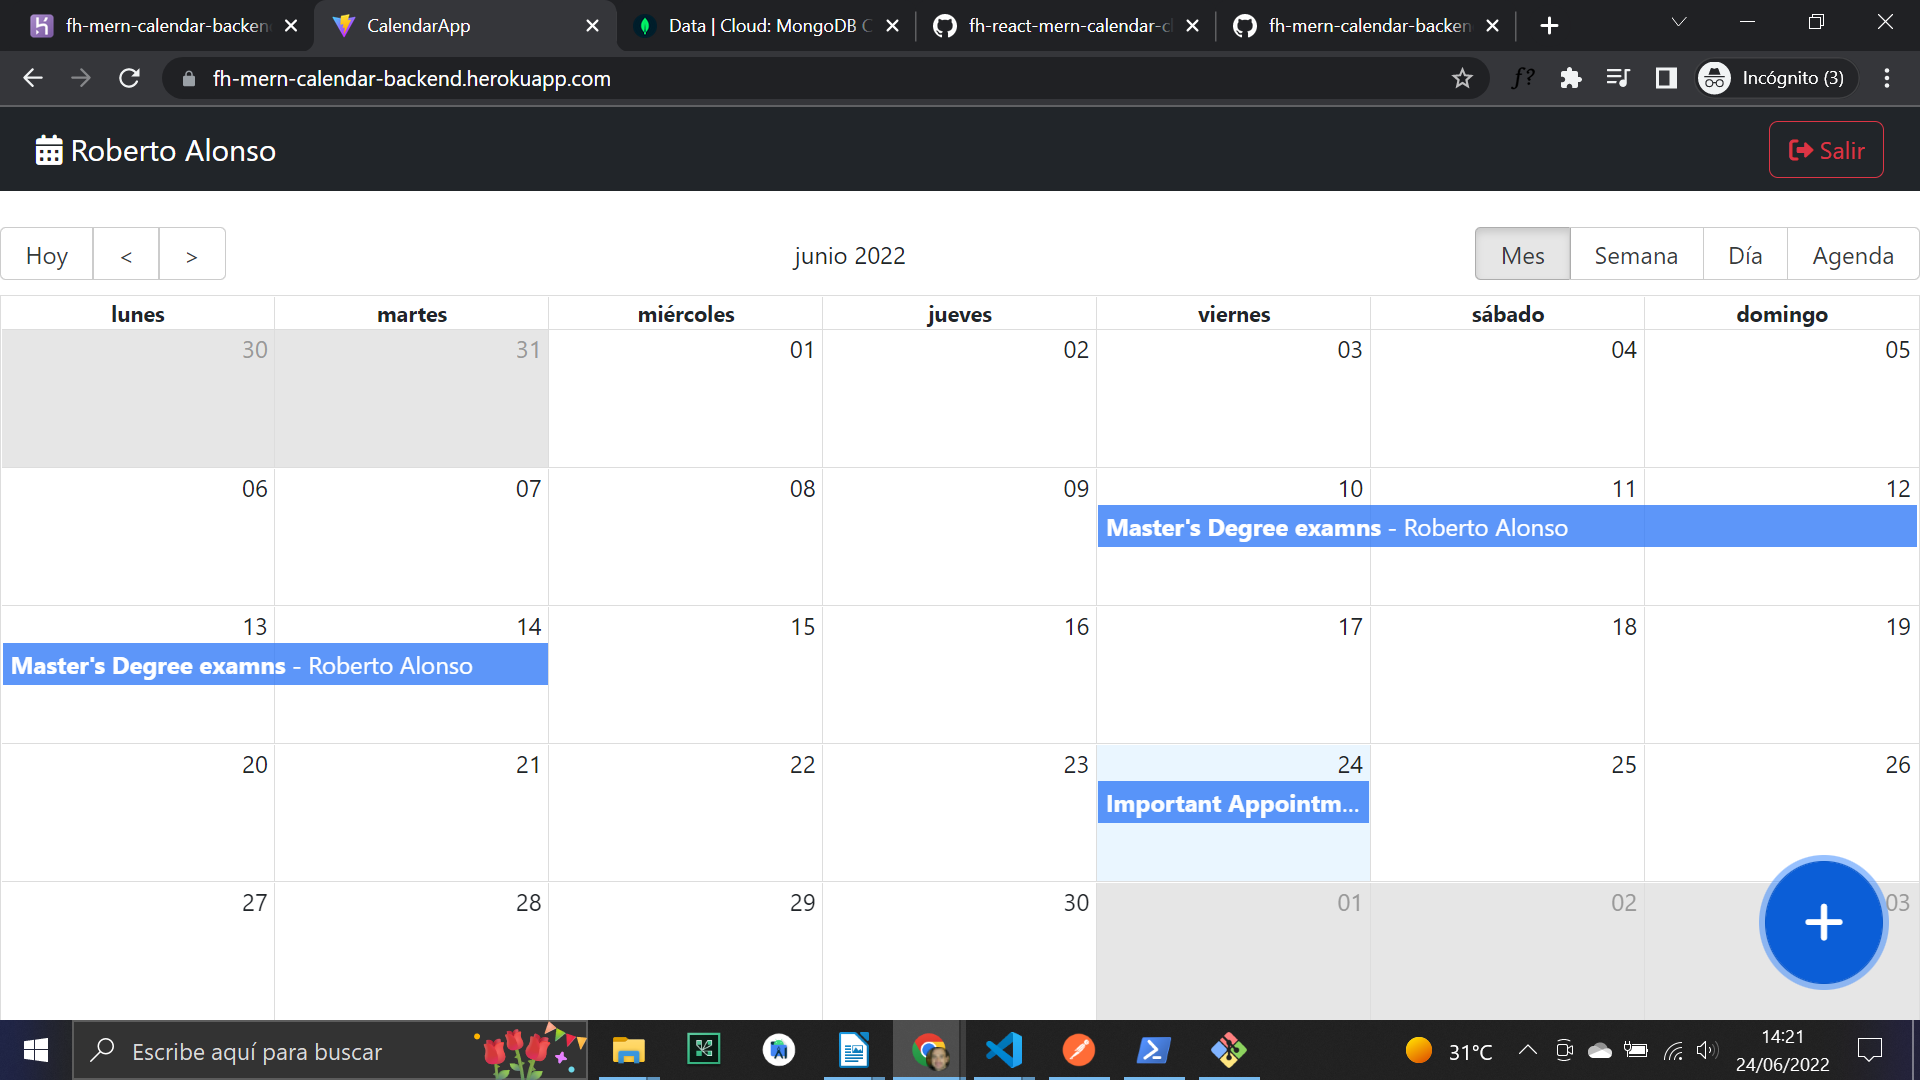 fh-mern-calendar-backen
CalendarApp
Data | Cloud: MongoDB C
fh-react-mern-calendar-cl
fh-mern-calendar-backen
fh-mern-calendar-backend.herokuapp.com
f?
Incógnito (3)
Roberto Alonso
Salir
Hoy < >
junio 2022
Mes Semana Día Agenda
lunes martes miércoles jueves viernes sábado domingo
30 31 01 02 03 04 05
06 07 08 09 10 11 12
Master's Degree examns - Roberto Alonso
13 14 15 16 17 18 19
Master's Degree examns - Roberto Alonso
20 21 22 23 24 25 26
Important Appointm...
27 28 29 30 01 02 03
Escribe aquí para buscar
31°C
14:21
24/06/2022